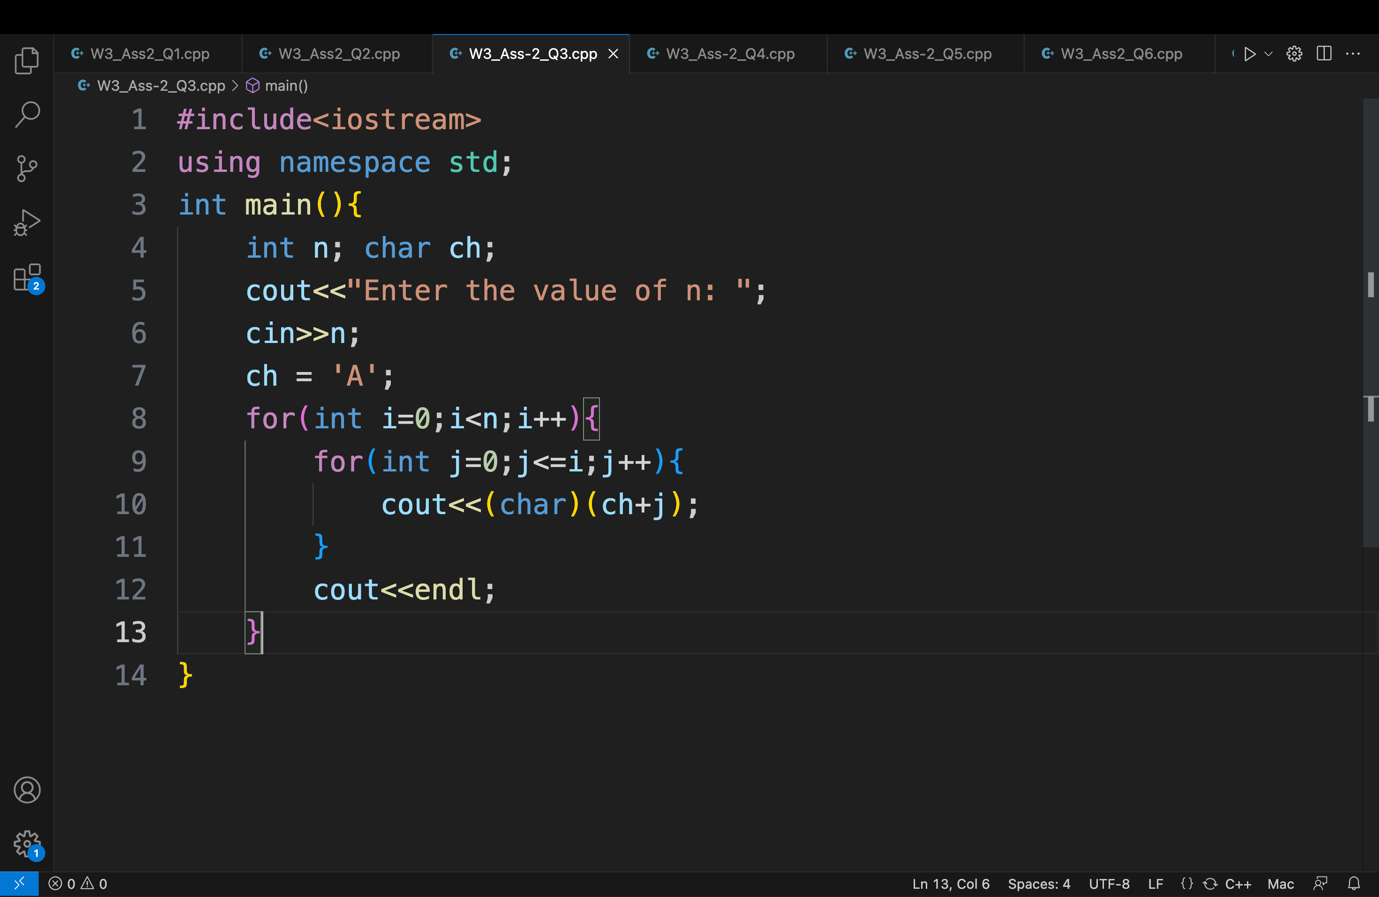 W3_Ass2_Q1.cpp W3_Ass2_Q2.cpp W3_Ass-2_Q3.cpp W3_Ass-2_Q4.cpp W3_Ass-2_Q5.cpp W3_Ass2_Q6.cpp
W3_Ass-2_Q3.cpp > main()
1 #include<iostream>
2 using namespace std;
3 int main(){
4 int n; char ch;
5 cout<<"Enter the value of n: ";
6 cin>>n;
7 ch = 'A';
8 for(int i=0;i<n;i++){
9 for(int j=0;j<=i;j++){
10 cout<<(char)(ch+j);
11 }
12 cout<<endl;
13 }
14 }
2
1
0 0 Ln 13, Col 6 Spaces: 4 UTF-8 LF {} C++ Mac